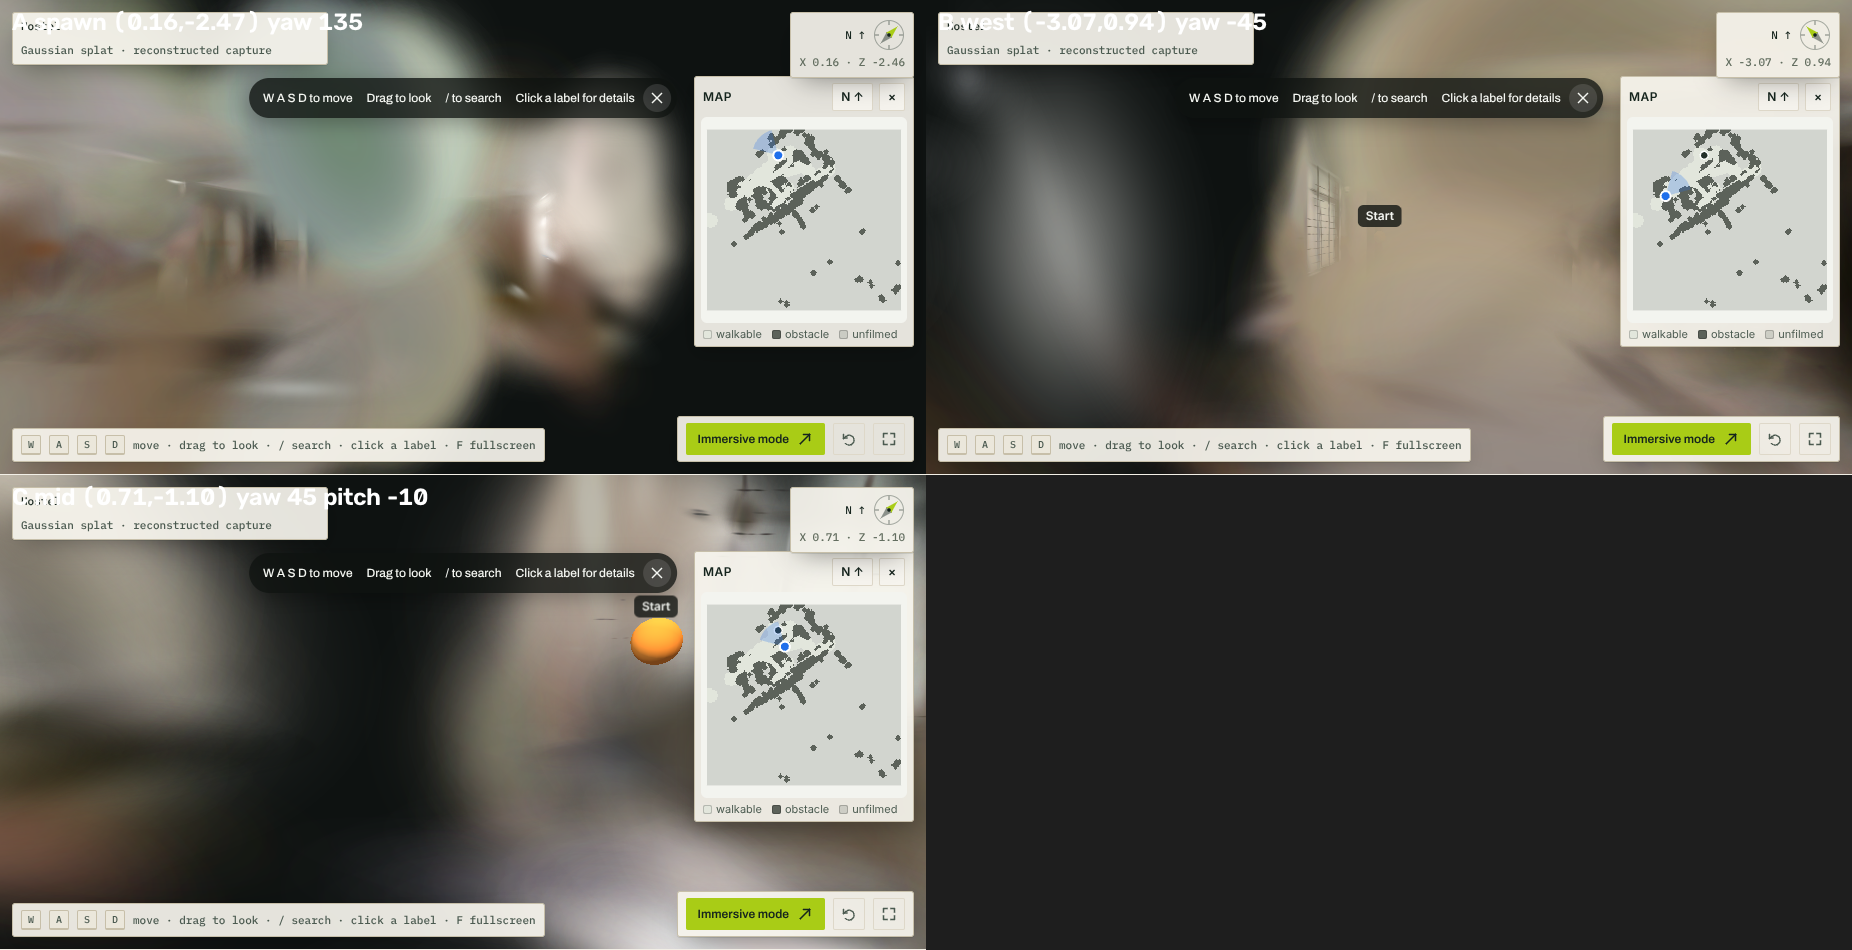 A spawn (0.16,-2.47) yaw 135
Hostel
Gaussian splat · reconstructed capture
N ↑
X 0.16 · Z -2.46
W A S D to move Drag to look / to search Click a label for details
MAP N ↑ ×
walkable obstacle unfilmed
W A S D move · drag to look · / search · click a label · F fullscreen
Immersive mode
B west (-3.07,0.94) yaw -45
Hostel
Gaussian splat · reconstructed capture
N ↑
X -3.07 · Z 0.94
W A S D to move Drag to look / to search Click a label for details
MAP N ↑ ×
Start
walkable obstacle unfilmed
W A S D move · drag to look · / search · click a label · F fullscreen
Immersive mode
C mid (0.71,-1.10) yaw 45 pitch -10
Hostel
Gaussian splat · reconstructed capture
N ↑
X 0.71 · Z -1.10
W A S D to move Drag to look / to search Click a label for details
MAP N ↑ ×
Start
walkable obstacle unfilmed
W A S D move · drag to look · / search · click a label · F fullscreen
Immersive mode